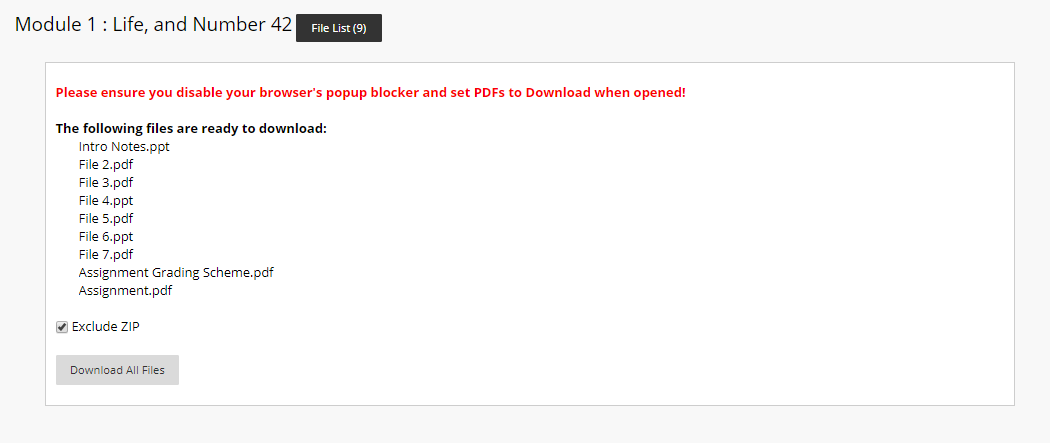 Module 1 : Life, and Number 42 File List (9)
Please ensure you disable your browser's popup blocker and set PDFs to Download when opened!
The following files are ready to download:
Intro Notes.ppt
File 2.pdf
File 3.pdf
File 4.ppt
File 5.pdf
File 6.ppt
File 7.pdf
Assignment Grading Scheme.pdf
Assignment.pdf
Exclude ZIP
Download All Files